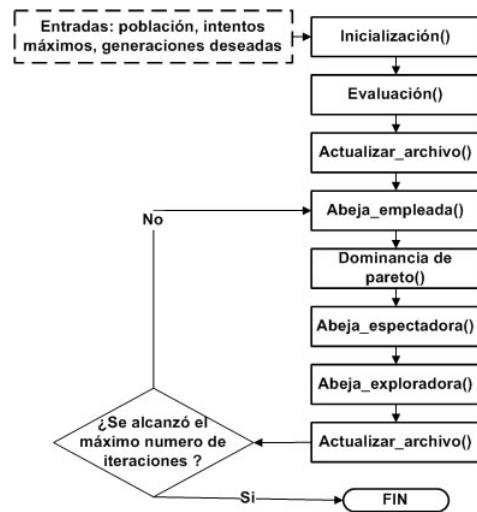 Entradas: población, intentos
máximos, generaciones deseadas
Inicialización()
Evaluación()
Actualizar_archivo()
Abeja_empleada()
No
Dominancia de
pareto()
Abeja_espectadora()
Abeja_exploradora()
Actualizar_archivo()
¿Se alcanzó el
máximo numero de
iteraciones ?
Si
FIN